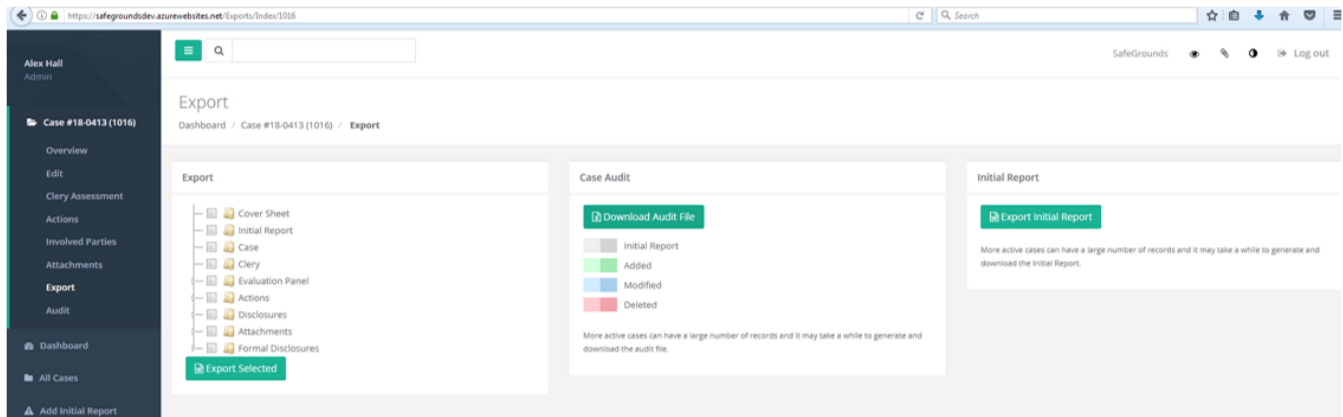 https://safegroundsdev.azurewebsites.net/Exports/Index/1016
Search
Alex Hall
Admin
SafeGrounds
Log out
Case #18-0413 (1016)
Overview
Edit
Clery Assessment
Actions
Involved Parties
Attachments
Export
Audit
Dashboard
All Cases
Add Initial Report
Export
Dashboard / Case #18-0413 (1016) / Export
Export
Cover Sheet
Initial Report
Case
Clery
Evaluation Panel
Actions
Disclosures
Attachments
Formal Disclosures
Export Selected
Case Audit
Download Audit File
Initial Report
Added
Modified
Deleted
More active cases can have a large number of records and it may take a while to generate and
download the audit file.
Initial Report
Export Initial Report
More active cases can have a large number of records and it may take a while to generate and
download the Initial Report.